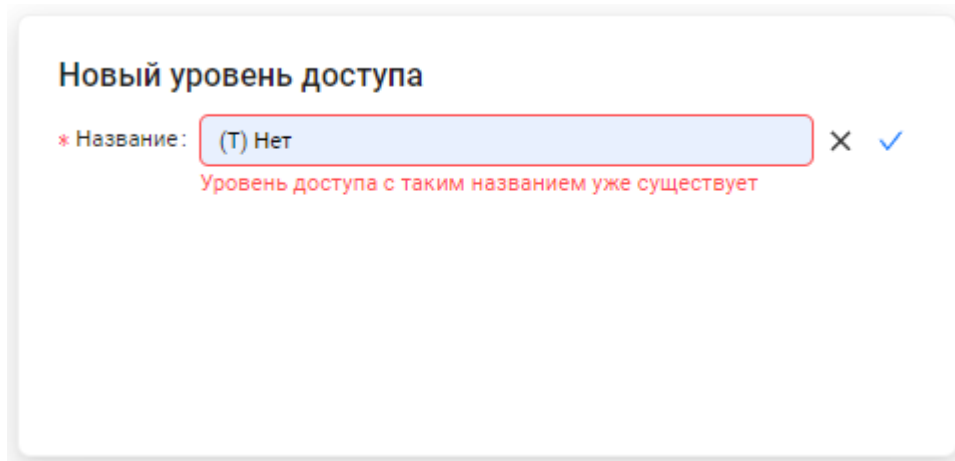 Новый уровень доступа
* Название: (Т) Нет
Уровень доступа с таким названием уже существует